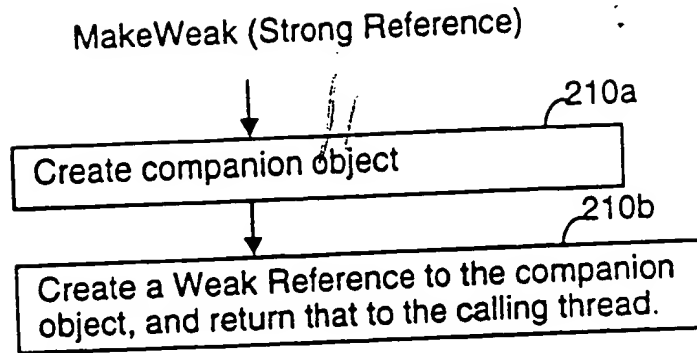 MakeWeak (Strong Reference)
210a
Create companion object
210b
Create a Weak Reference to the companion
object, and return that to the calling thread.